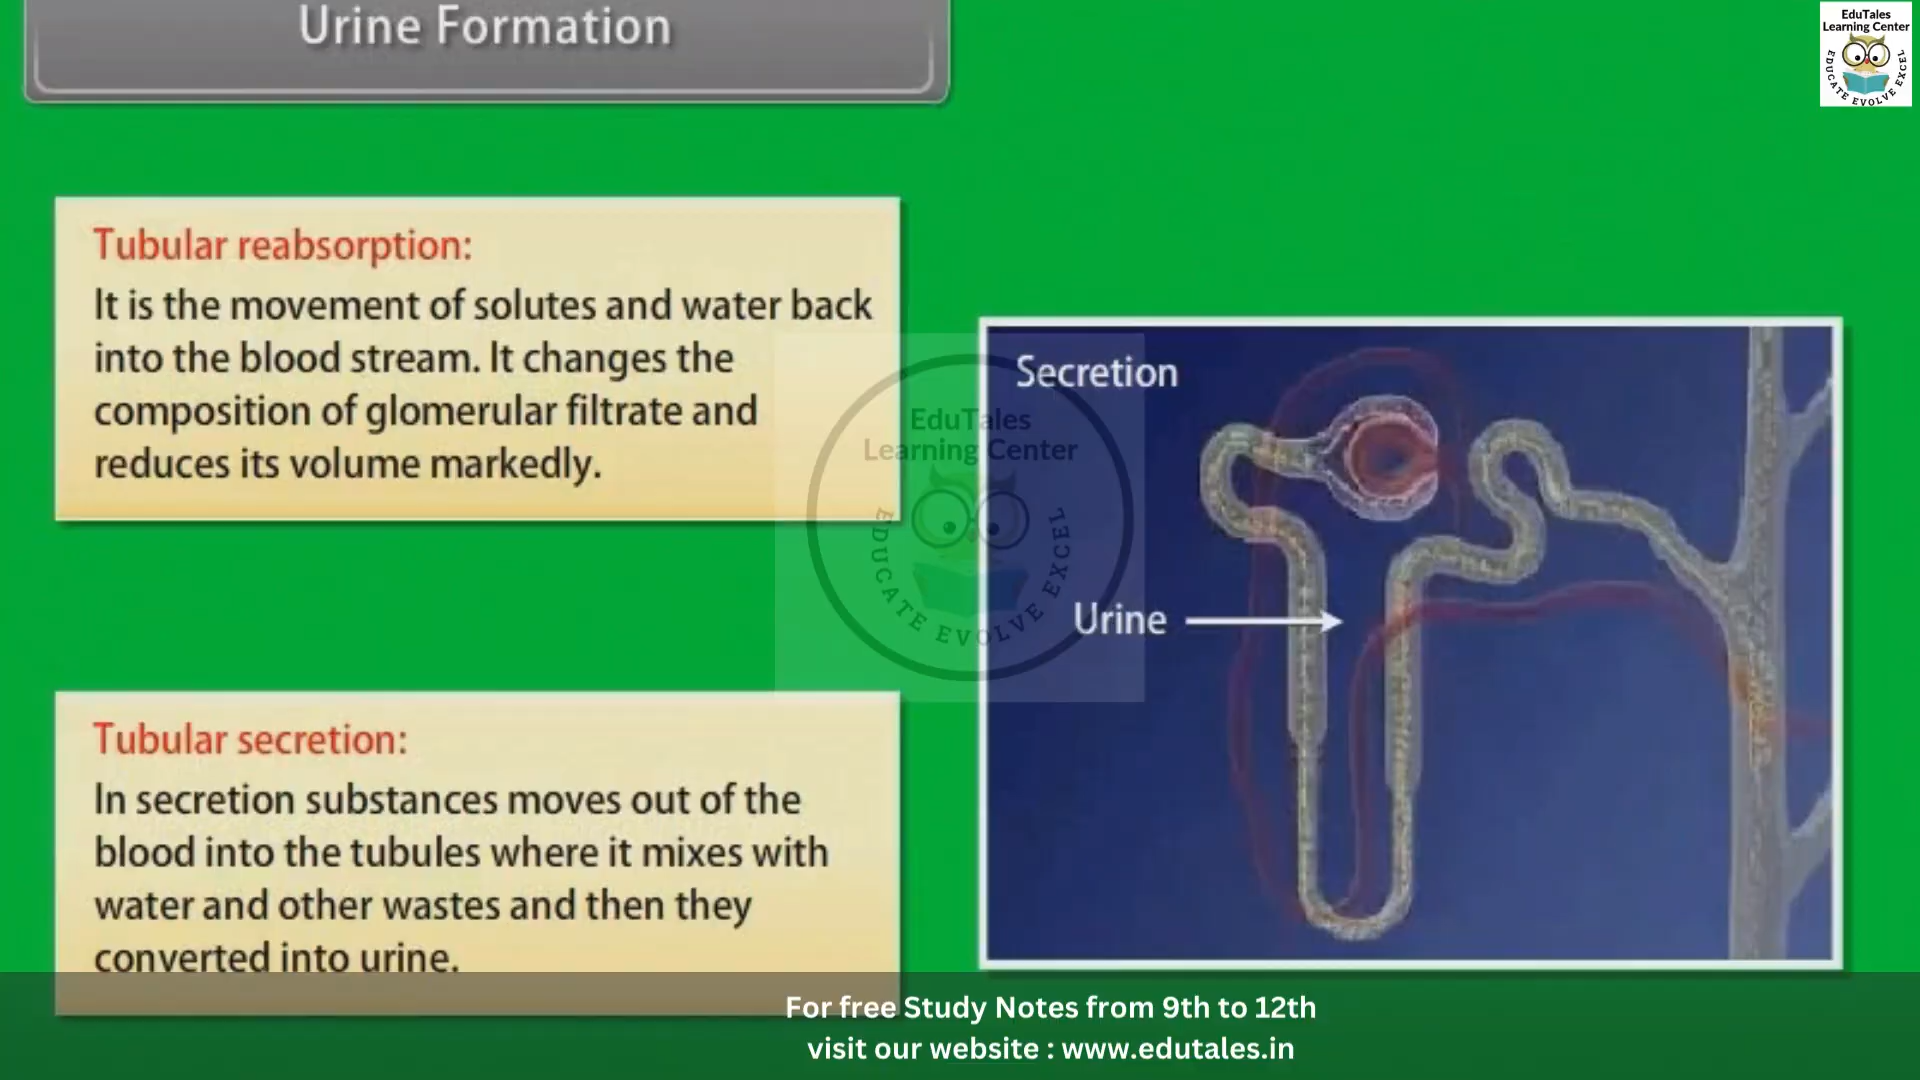 Urine Formation
EduTales
Learning Center
EDUCATE EVOLVE EXCEL
Tubular reabsorption:
It is the movement of solutes and water back
into the blood stream. It changes the
composition of glomerular filtrate and
reduces its volume markedly.
Secretion
EduTales
Learning Center
EDUCATE EVOLVE EXCEL
Urine
Tubular secretion:
In secretion substances moves out of the
blood into the tubules where it mixes with
water and other wastes and then they
converted into urine.
For free Study Notes from 9th to 12th
visit our website : www.edutales.in